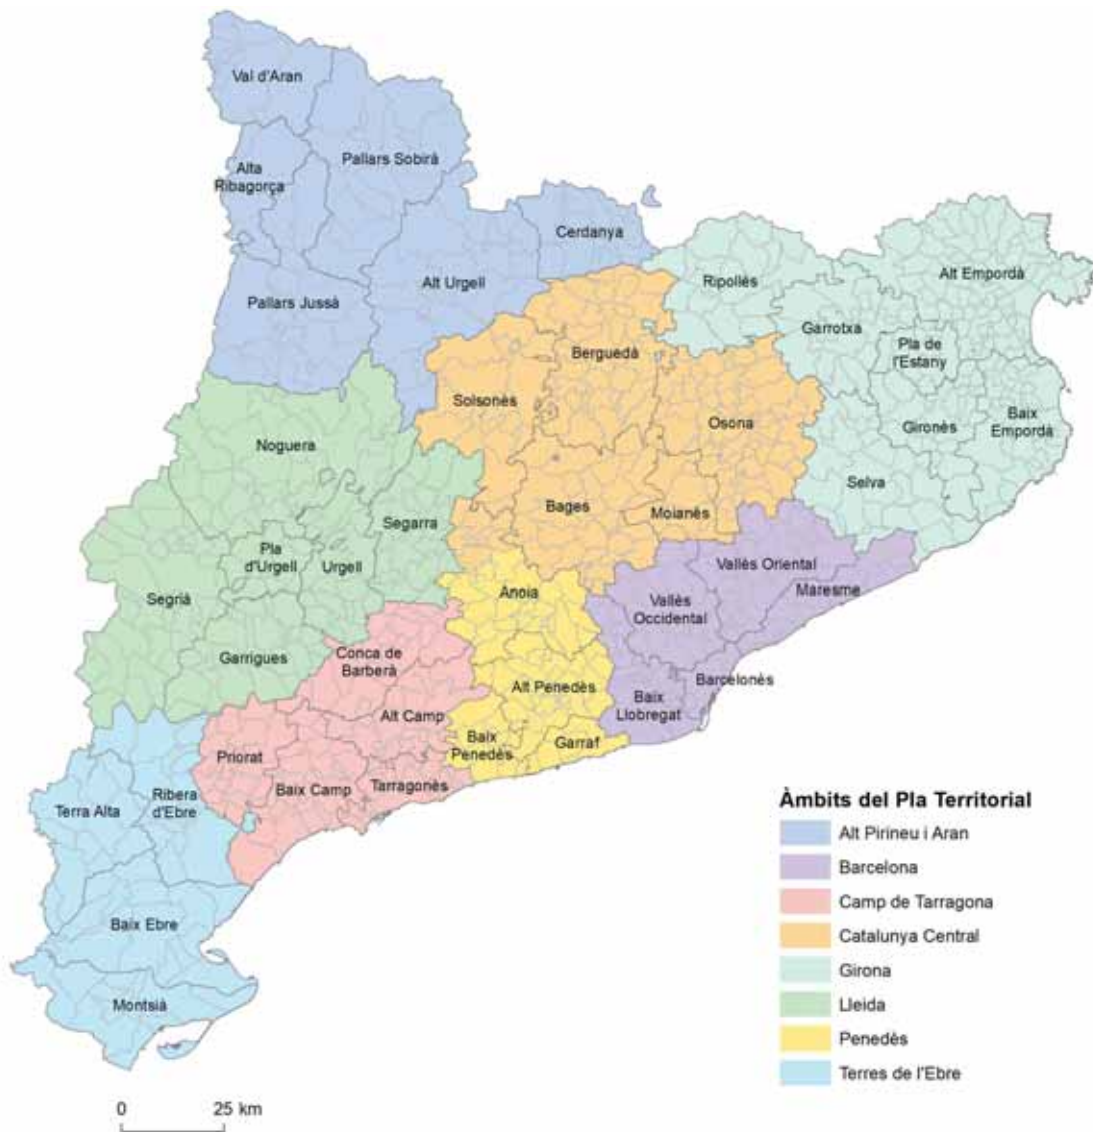 Val d'Aran
Alta
Ribagorça
Pallars Sobirà
Cerdanya
Alt Urgell
Pallars Jussà
Ripollès
Alt Empordà
Garrotxa
Pla de
l'Estany
Berguedà
Solsonès
Osona
Gironès
Baix
Empordà
Noguera
Selva
Bages
Moianès
Segarra
Pla
d'Urgell
Urgell
Segrià
Garrigues
Anoia
Vallès Oriental
Maresme
Vallès
Occidental
Conca de
Barberà
Alt Penedès
Barcelonès
Baix
Llobregat
Alt Camp
Baix
Penedès
Garraf
Priorat
Baix Camp
Tarragonès
Terra Alta
Ribera
d'Ebre
Baix Ebre
Montsià
Àmbits del Pla Territorial
Alt Pirineu i Aran
Barcelona
Camp de Tarragona
Catalunya Central
Girona
Lleida
Penedès
Terres de l'Ebre
0 25 km